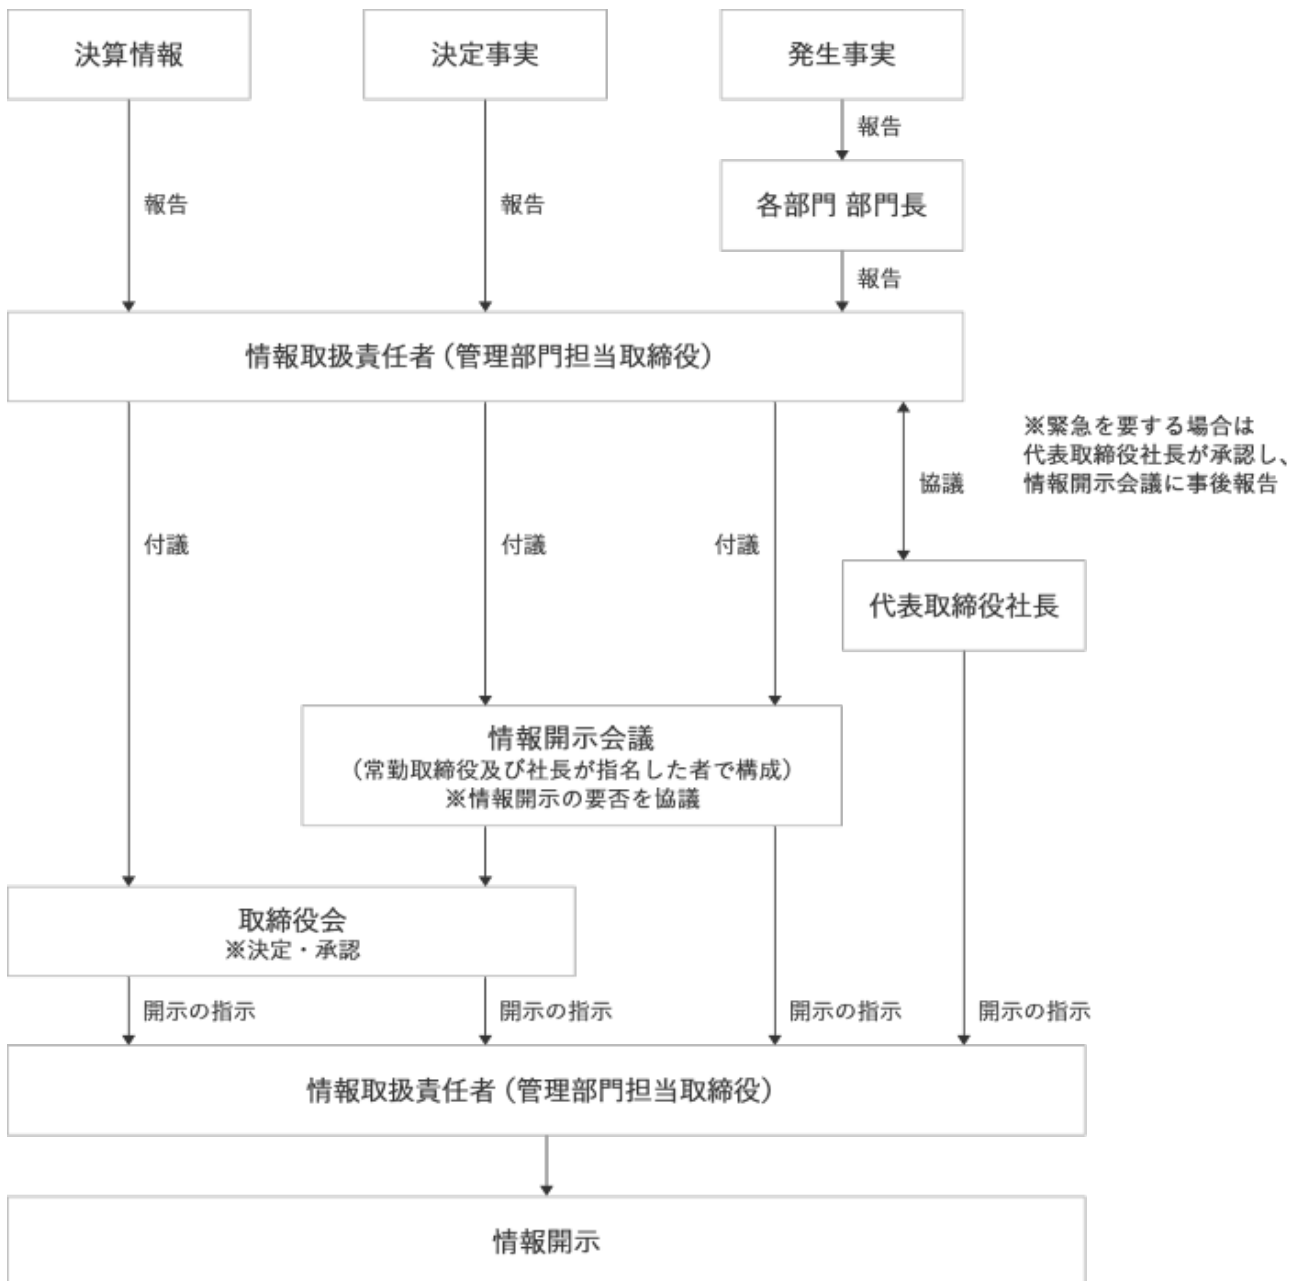 決算情報
決定事実
発生事実
報告
各部門 部門長
報告
報告
報告
情報取扱責任者（管理部門担当取締役）
※緊急を要する場合は
代表取締役社長が承認し、
情報開示会議に事後報告
協議
付議
付議
付議
代表取締役社長
情報開示会議
（常勤取締役及び社長が指名した者で構成）
※情報開示の要否を協議
取締役会
※決定・承認
開示の指示
開示の指示
開示の指示
開示の指示
情報取扱責任者（管理部門担当取締役）
情報開示